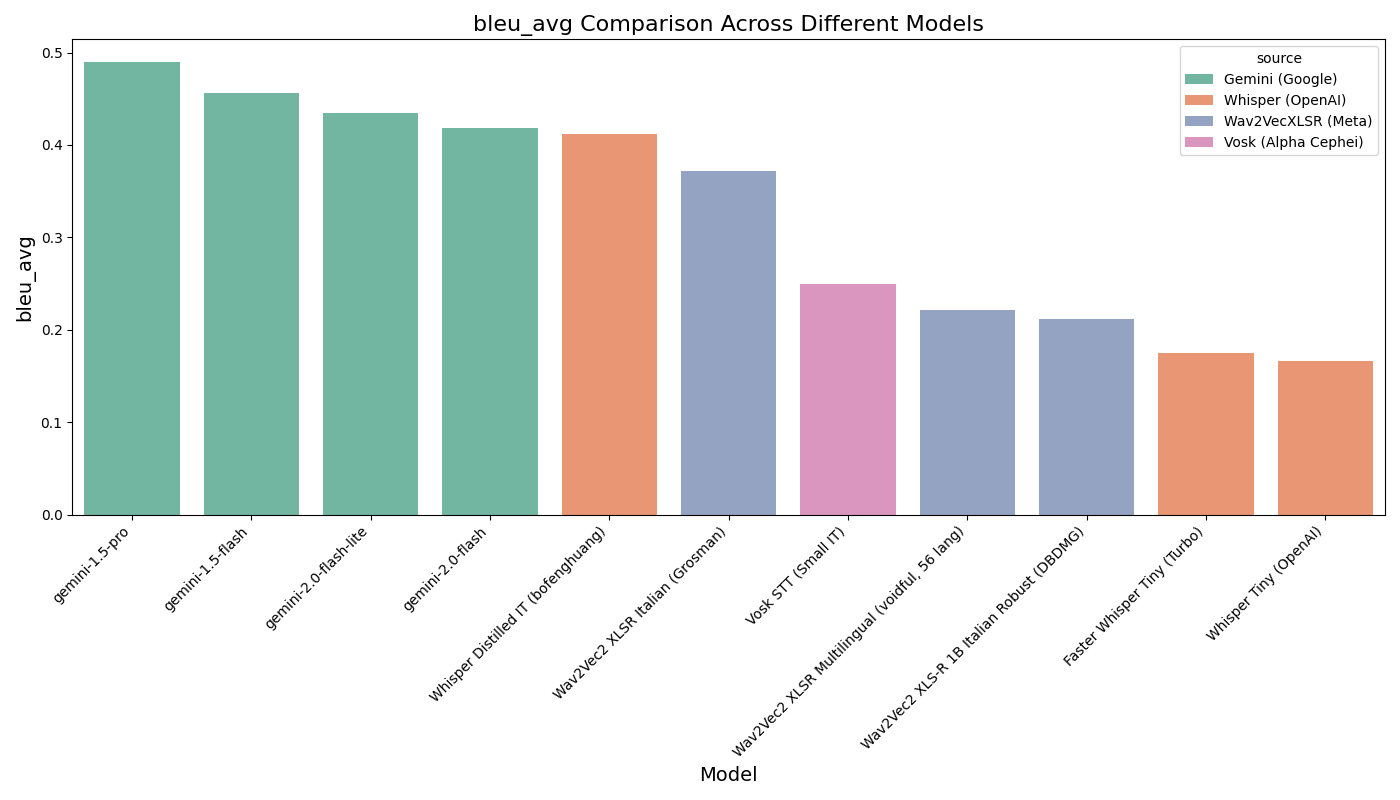 bleu_avg Comparison Across Different Models
source
Gemini (Google)
Whisper (OpenAI)
Wav2VecXLSR (Meta)
Vosk (Alpha Cephei)
bleu_avg
0.5
0.4
0.3
0.2
0.1
0.0
gemini-1.5-pro
gemini-1.5-flash
gemini-2.0-flash-lite
gemini-2.0-flash
Whisper Distilled IT (bofenghuang)
Wav2Vec2 XLSR Italian (Grosman)
Vosk STT (Small IT)
Wav2Vec2 XLSR Multilingual (voidful, 56 lang)
Wav2Vec2 XLS-R 1B Italian Robust (DBDMG)
Faster Whisper Tiny (Turbo)
Whisper Tiny (OpenAI)
Model